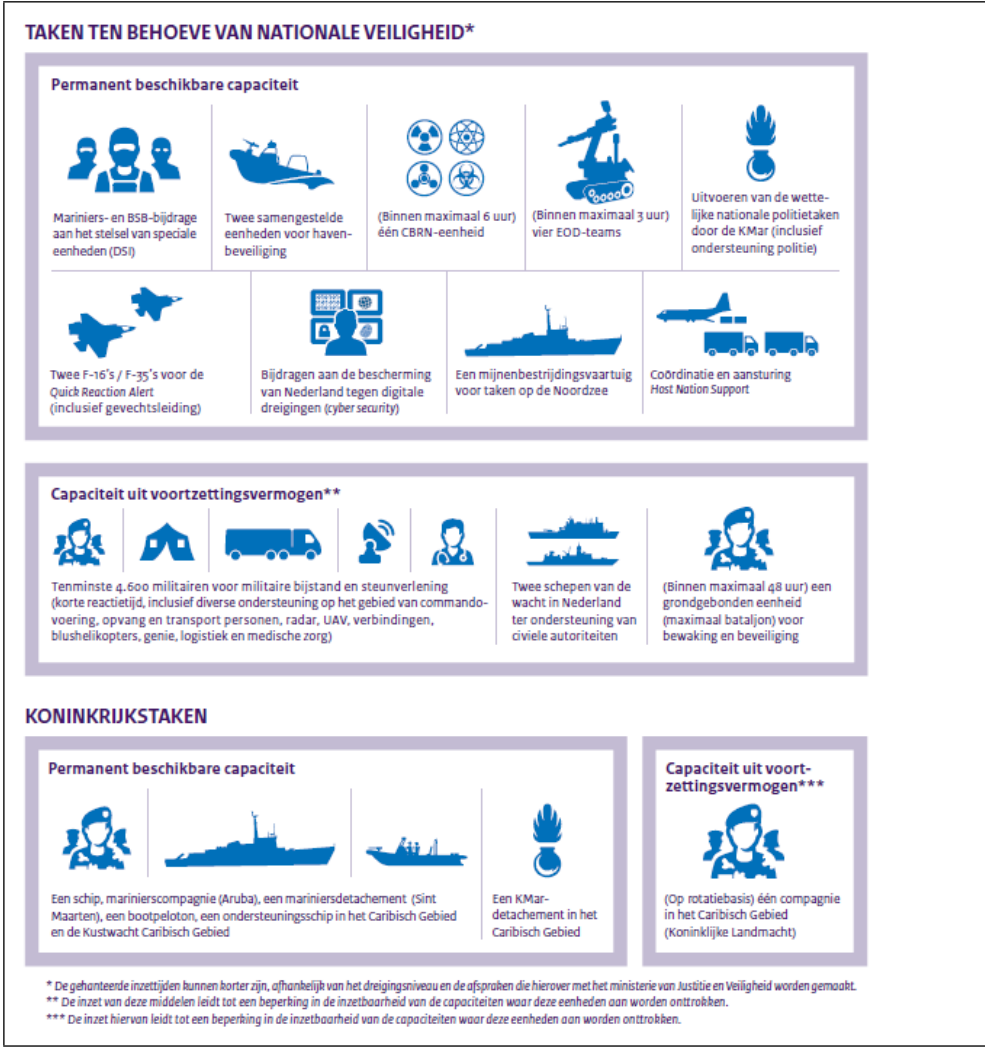 TAKEN TEN BEHOEVE VAN NATIONALE VEILIGHEID*
Permanent beschikbare capaciteit
Mariniers- en BSB-bijdrage
aan het stelsel van speciale
eenheden (DSI)
Twee samengestelde
eenheden voor haven-
beveiliging
(Binnen maximaal 6 uur)
één CBRN-eenheid
(Binnen maximaal 3 uur)
vier EOD-teams
Uitvoeren van de wette-
lijke nationale politietaken
door de KMar (inclusief
ondersteuning politie)
Twee F-16's / F-35's voor de
Quick Reaction Alert
(inclusief gevechtsleiding)
Bijdragen aan de bescherming
van Nederland tegen digitale
dreigingen (cyber security)
Een mijnenbestrijdingsvaartuig
voor taken op de Noordzee
Coördinatie en aansturing
Host Nation Support
Capaciteit uit voortzettingsvermogen**
Tenminste 4.600 militairen voor militaire bijstand en steunverlening
(korte reactietijd, inclusief diverse ondersteuning op het gebied van commando-
voering, opvang en transport personen, radar, UAV, verbindingen,
blushelikopters, genie, logistiek en medische zorg)
Twee schepen van de
wacht in Nederland
ter ondersteuning van
civiele autoriteiten
(Binnen maximaal 48 uur) een
grondgebonden eenheid
(maximaal bataljon) voor
bewaking en beveiliging
KONINKRIJKSTAKEN
Permanent beschikbare capaciteit
Een schip, marinierscompagnie (Aruba), een mariniersdetachement (Sint
Maarten), een bootpeloton, een ondersteuningsschip in het Caribisch Gebied
en de Kustwacht Caribisch Gebied
Een KMar-
detachement in het
Caribisch Gebied
Capaciteit uit voort-
zettingsvermogen***
(Op rotatiebasis) één compagnie
in het Caribisch Gebied
(Koninklijke Landmacht)
* De gehanteerde inzettijden kunnen korter zijn, afhankelijk van het dreigingsniveau en de afspraken die hierover met het ministerie van Justitie en Veiligheid worden gemaakt.
** De inzet van deze middelen leidt tot een beperking in de inzetbaarheid van de capaciteiten waar deze eenheden aan worden onttrokken.
*** De inzet hiervan leidt tot een beperking in de inzetbaarheid van de capaciteiten waar deze eenheden aan worden onttrokken.